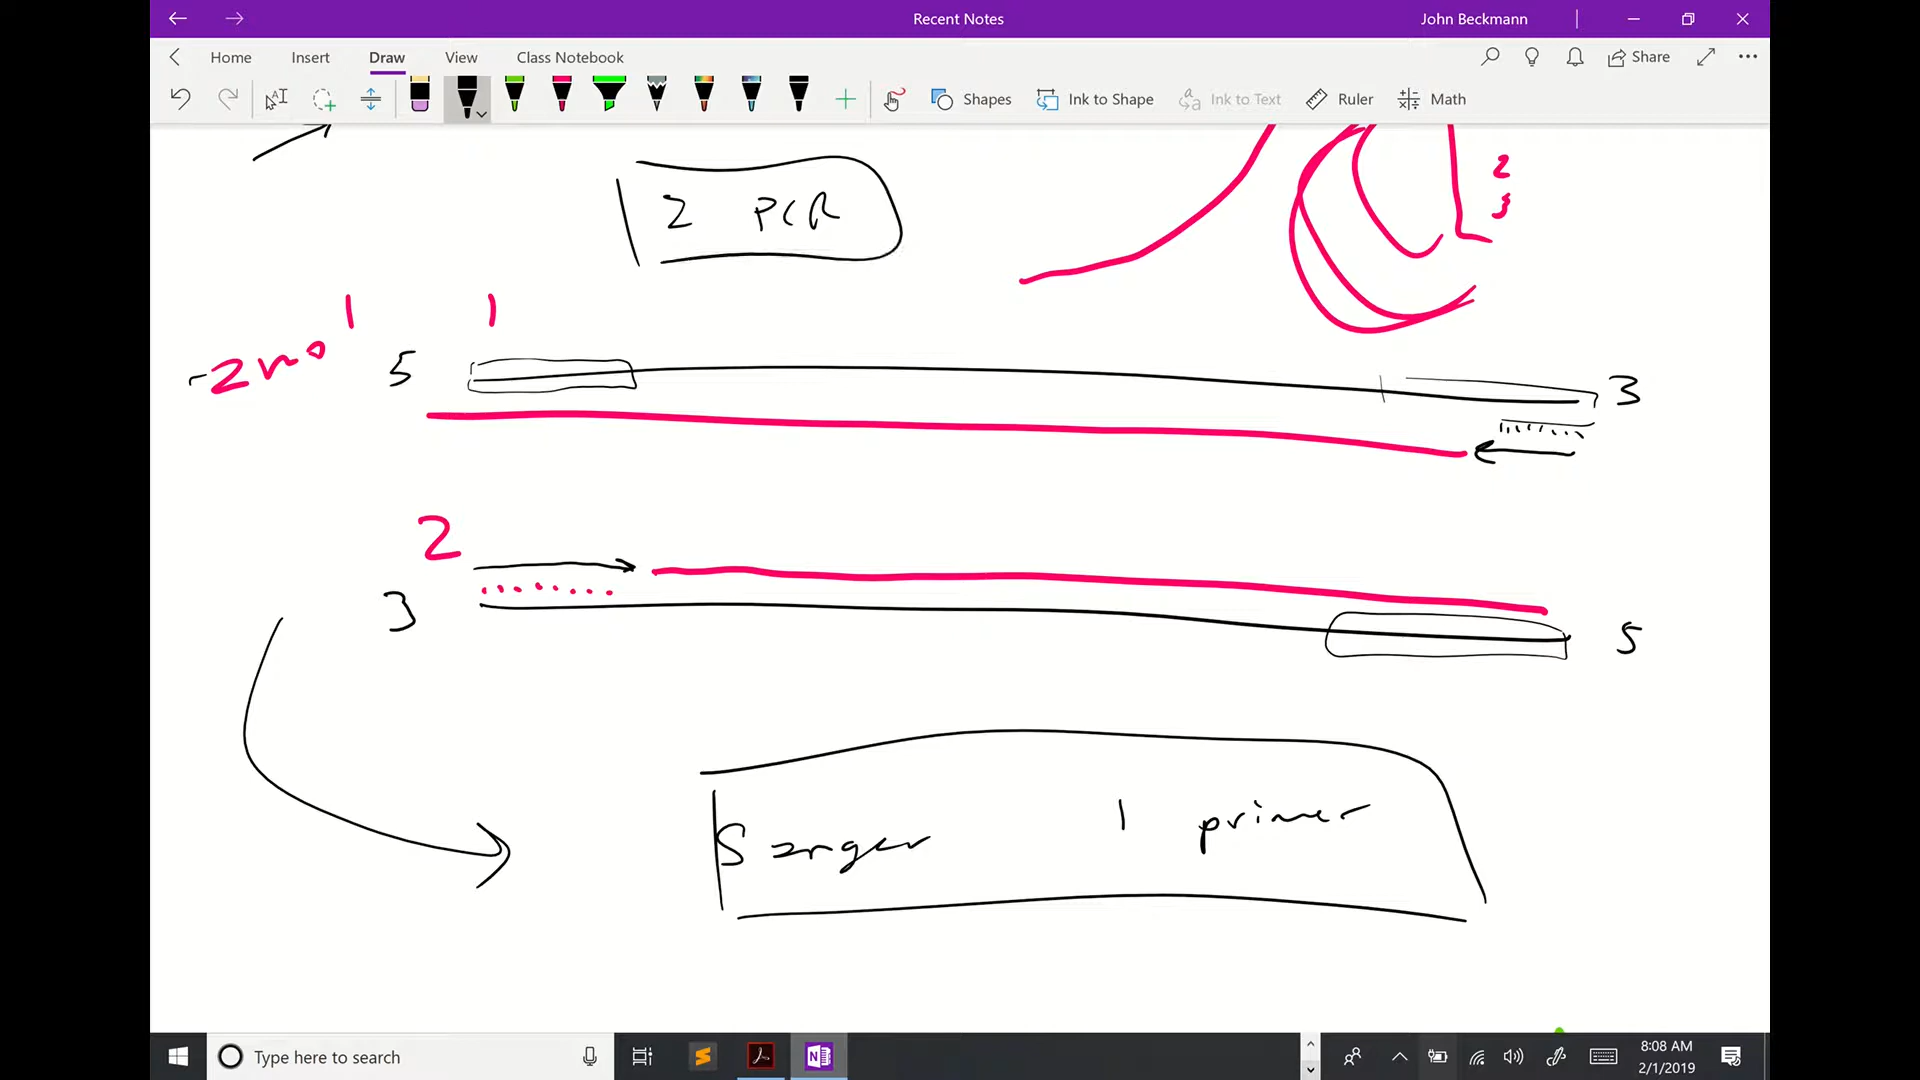 Recent Notes
John Beckmann
Home Insert Draw View Class Notebook
Share
Shapes Ink to Shape Ink to Text Ruler Math
2
2 PCR
1 1
5
3
2
3
5
Sanger 1 primer
Type here to search
8:08 AM
2/1/2019